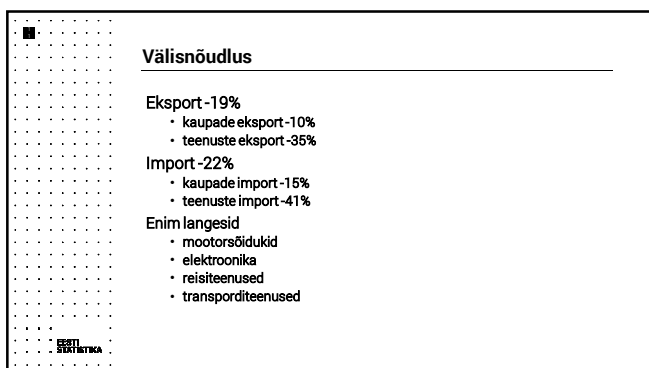 Välisnõudlus
Eksport -19%
• kaupade eksport -10%
• teenuste eksport -35%
Import -22%
• kaupade import -15%
• teenuste import -41%
Enim langesid
• mootorsõidukid
• elektroonika
• reisiteenused
• transporditeenused
EESTI
STATISTIKA